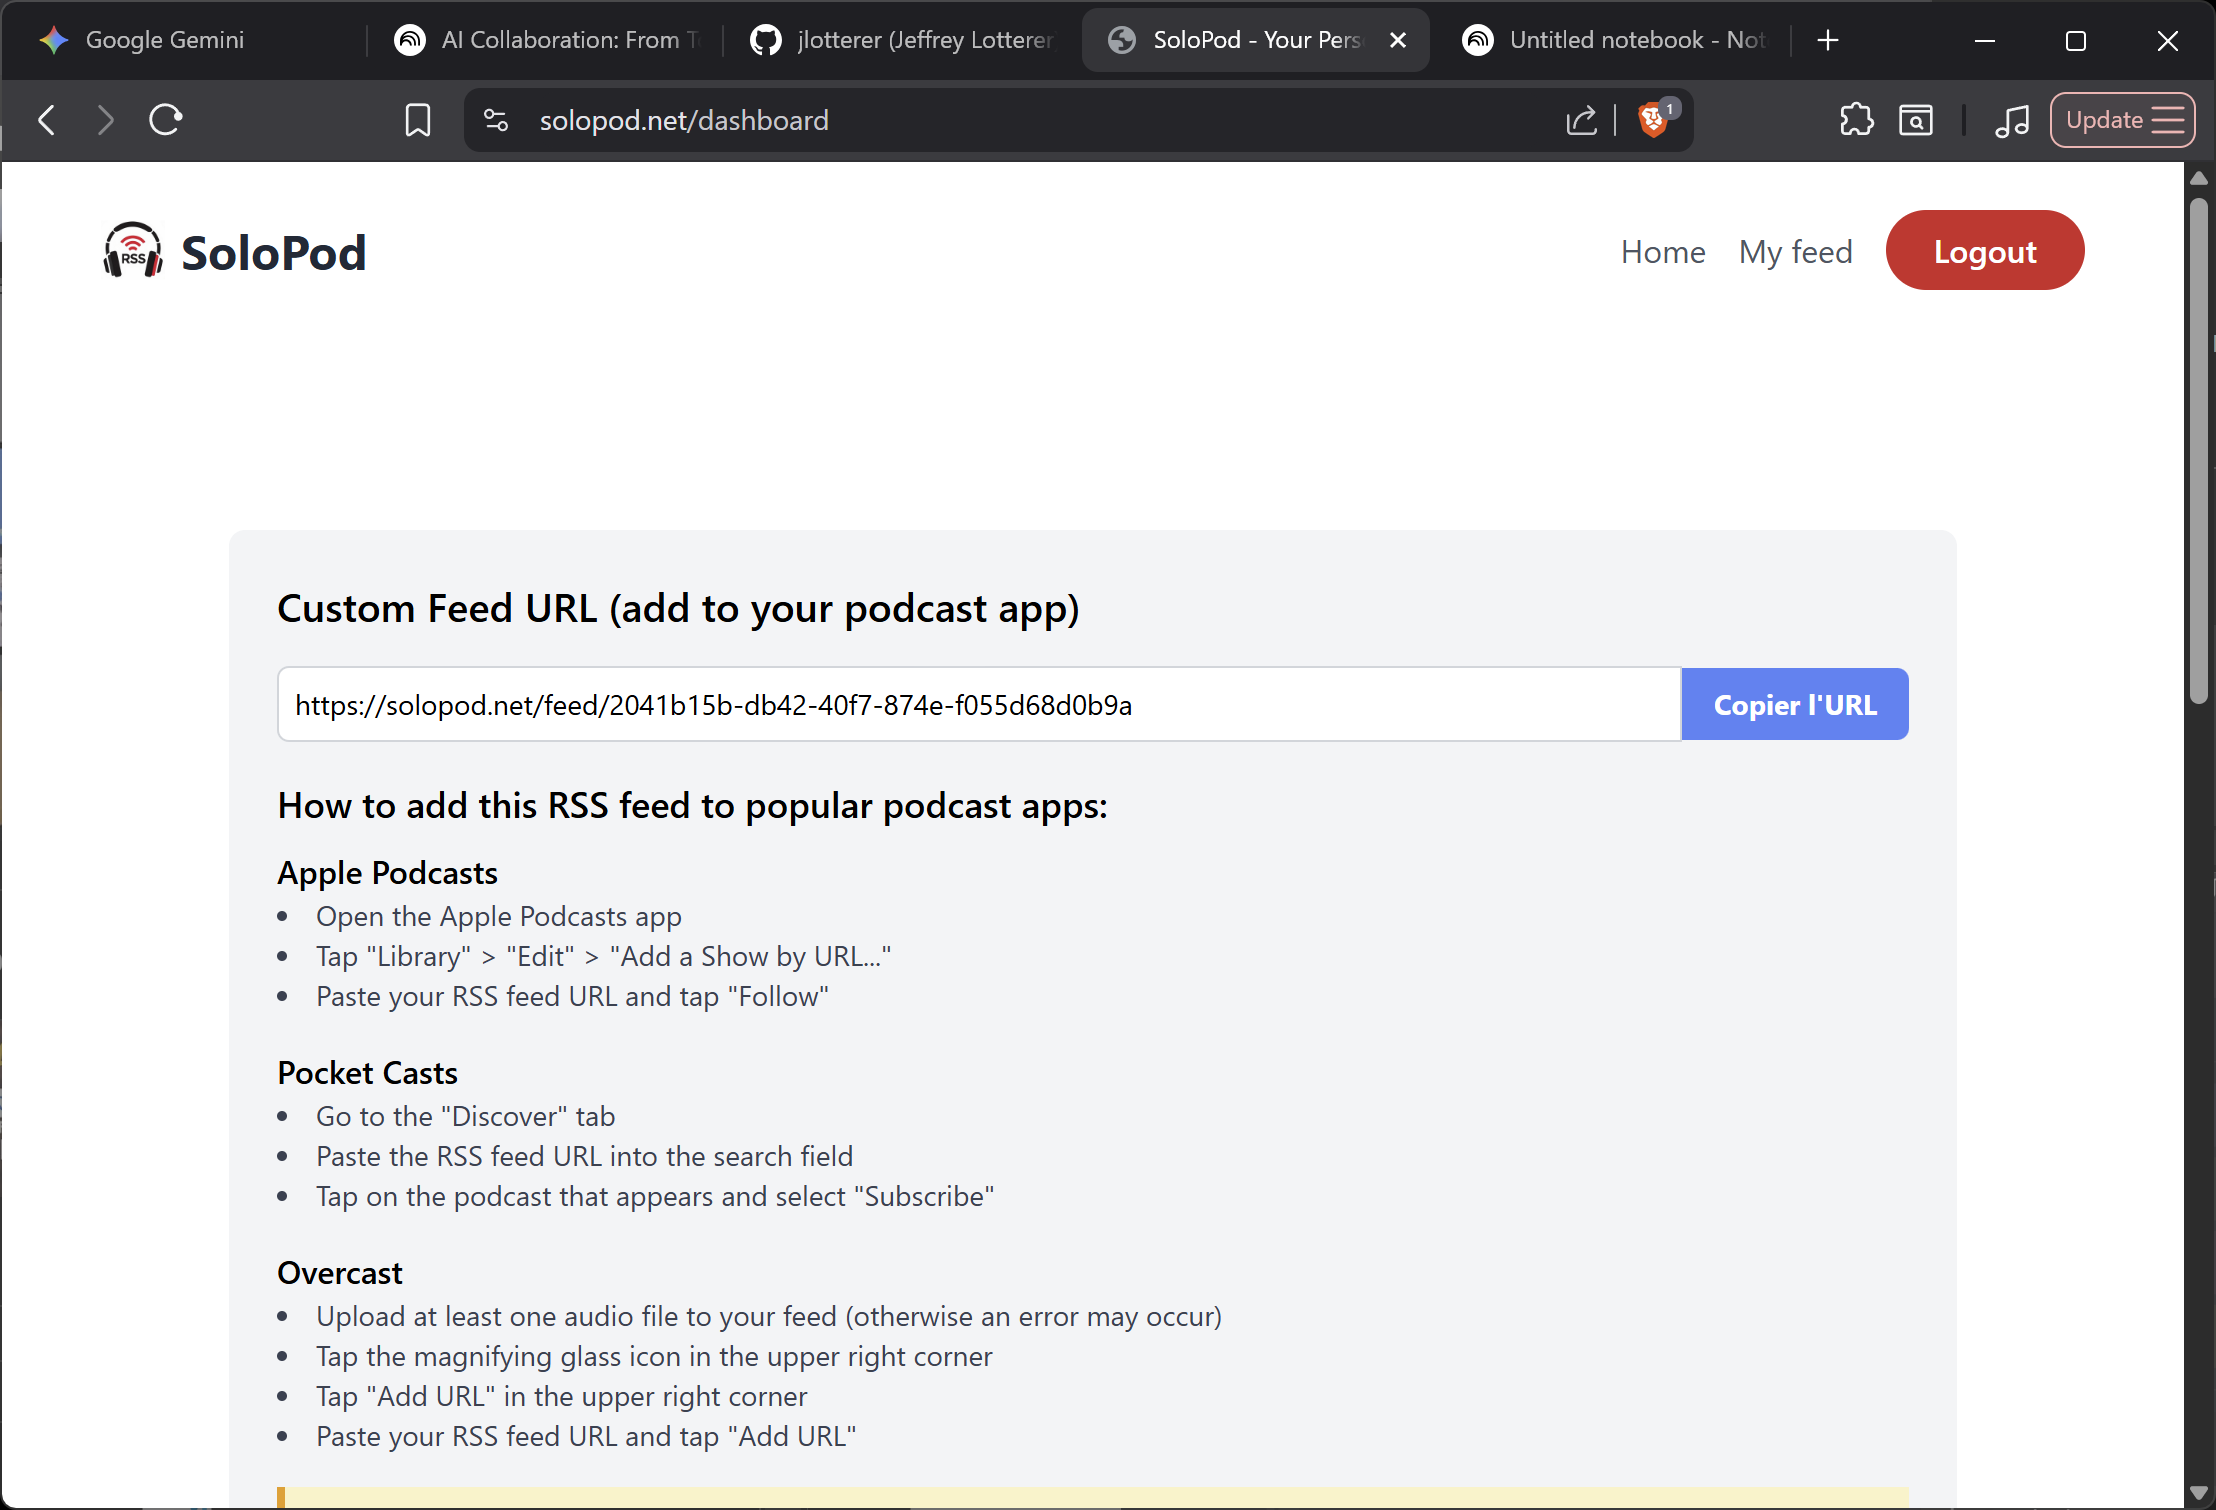 Google Gemini
AI Collaboration: From T
jlotterer (Jeffrey Lotterer
SoloPod - Your Pers
Untitled notebook - Not
solopod.net/dashboard
1
Update
RSS
SoloPod
Home
My feed
Logout
Custom Feed URL (add to your podcast app)
https://solopod.net/feed/2041b15b-db42-40f7-874e-f055d68d0b9a
Copier l'URL
How to add this RSS feed to popular podcast apps:
Apple Podcasts
• Open the Apple Podcasts app
• Tap "Library" > "Edit" > "Add a Show by URL..."
• Paste your RSS feed URL and tap "Follow"
Pocket Casts
• Go to the "Discover" tab
• Paste the RSS feed URL into the search field
• Tap on the podcast that appears and select "Subscribe"
Overcast
• Upload at least one audio file to your feed (otherwise an error may occur)
• Tap the magnifying glass icon in the upper right corner
• Tap "Add URL" in the upper right corner
• Paste your RSS feed URL and tap "Add URL"